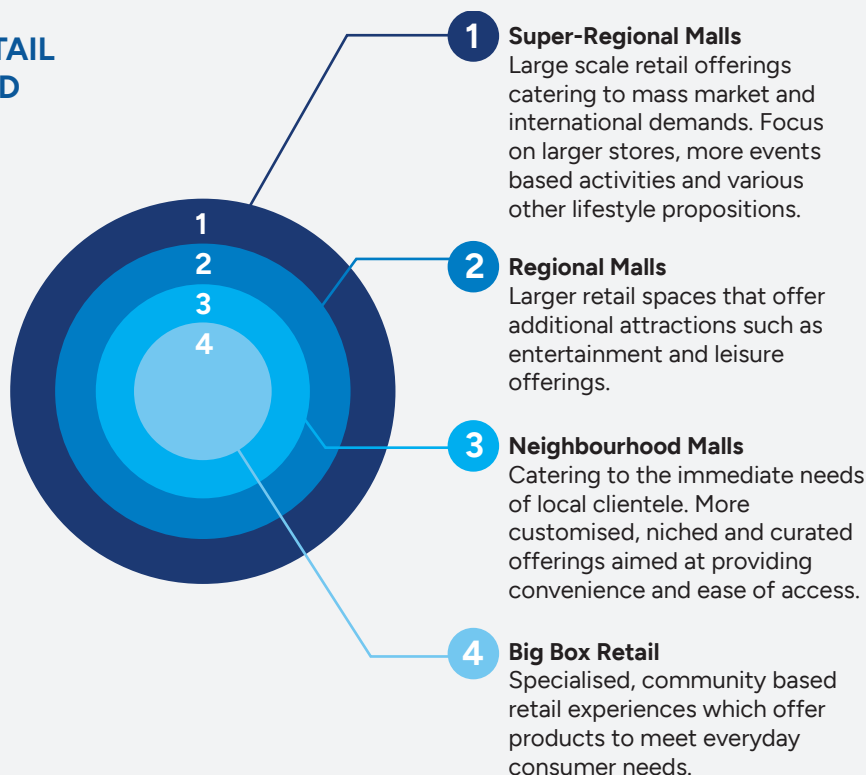 TAIL
D
1
2
3
4
1 Super-Regional Malls
Large scale retail offerings
catering to mass market and
international demands. Focus
on larger stores, more events
based activities and various
other lifestyle propositions.
2 Regional Malls
Larger retail spaces that offer
additional attractions such as
entertainment and leisure
offerings.
3 Neighbourhood Malls
Catering to the immediate needs
of local clientele. More
customised, niched and curated
offerings aimed at providing
convenience and ease of access.
4 Big Box Retail
Specialised, community based
retail experiences which offer
products to meet everyday
consumer needs.